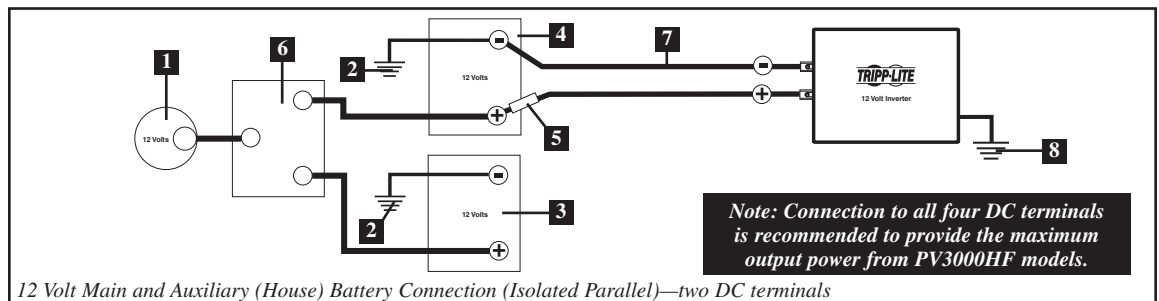 4
7
6
2
1
12 Volts
TRIPP·LITE
12 Volt Inverter
12 Volts
5
8
2
12 Volts
3
Note: Connection to all four DC terminals
is recommended to provide the maximum
output power from PV3000HF models.
12 Volt Main and Auxiliary (House) Battery Connection (Isolated Parallel)—two DC terminals